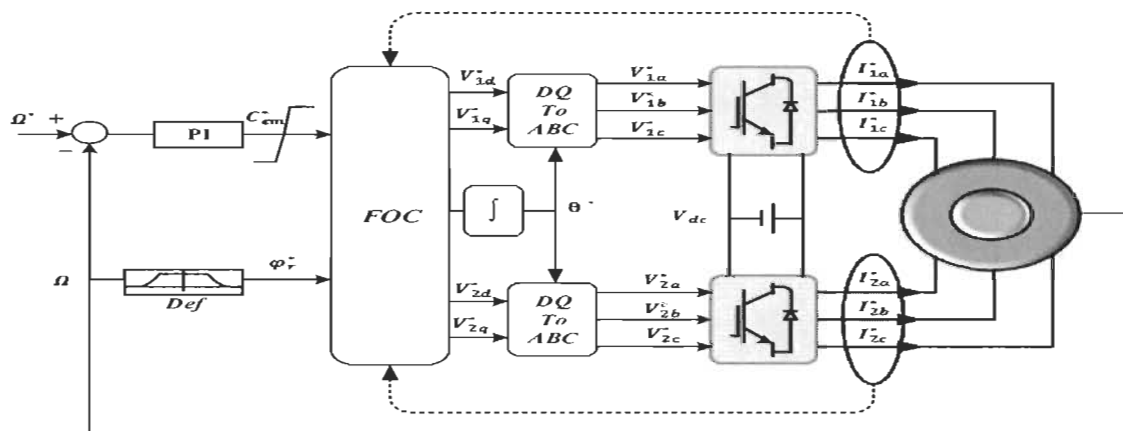 Ω* +
−
PI
C*em
Ω
Def
φ*r
FOC
V*1d
V*1q
DQ
To
ABC
V*1a
V*1b
V*1c
I*1a
I*1b
I*1c
∫
θ*
Vdc
V*2d
V*2q
DQ
To
ABC
V*2a
V*2b
V*2c
I*2a
I*2b
I*2c